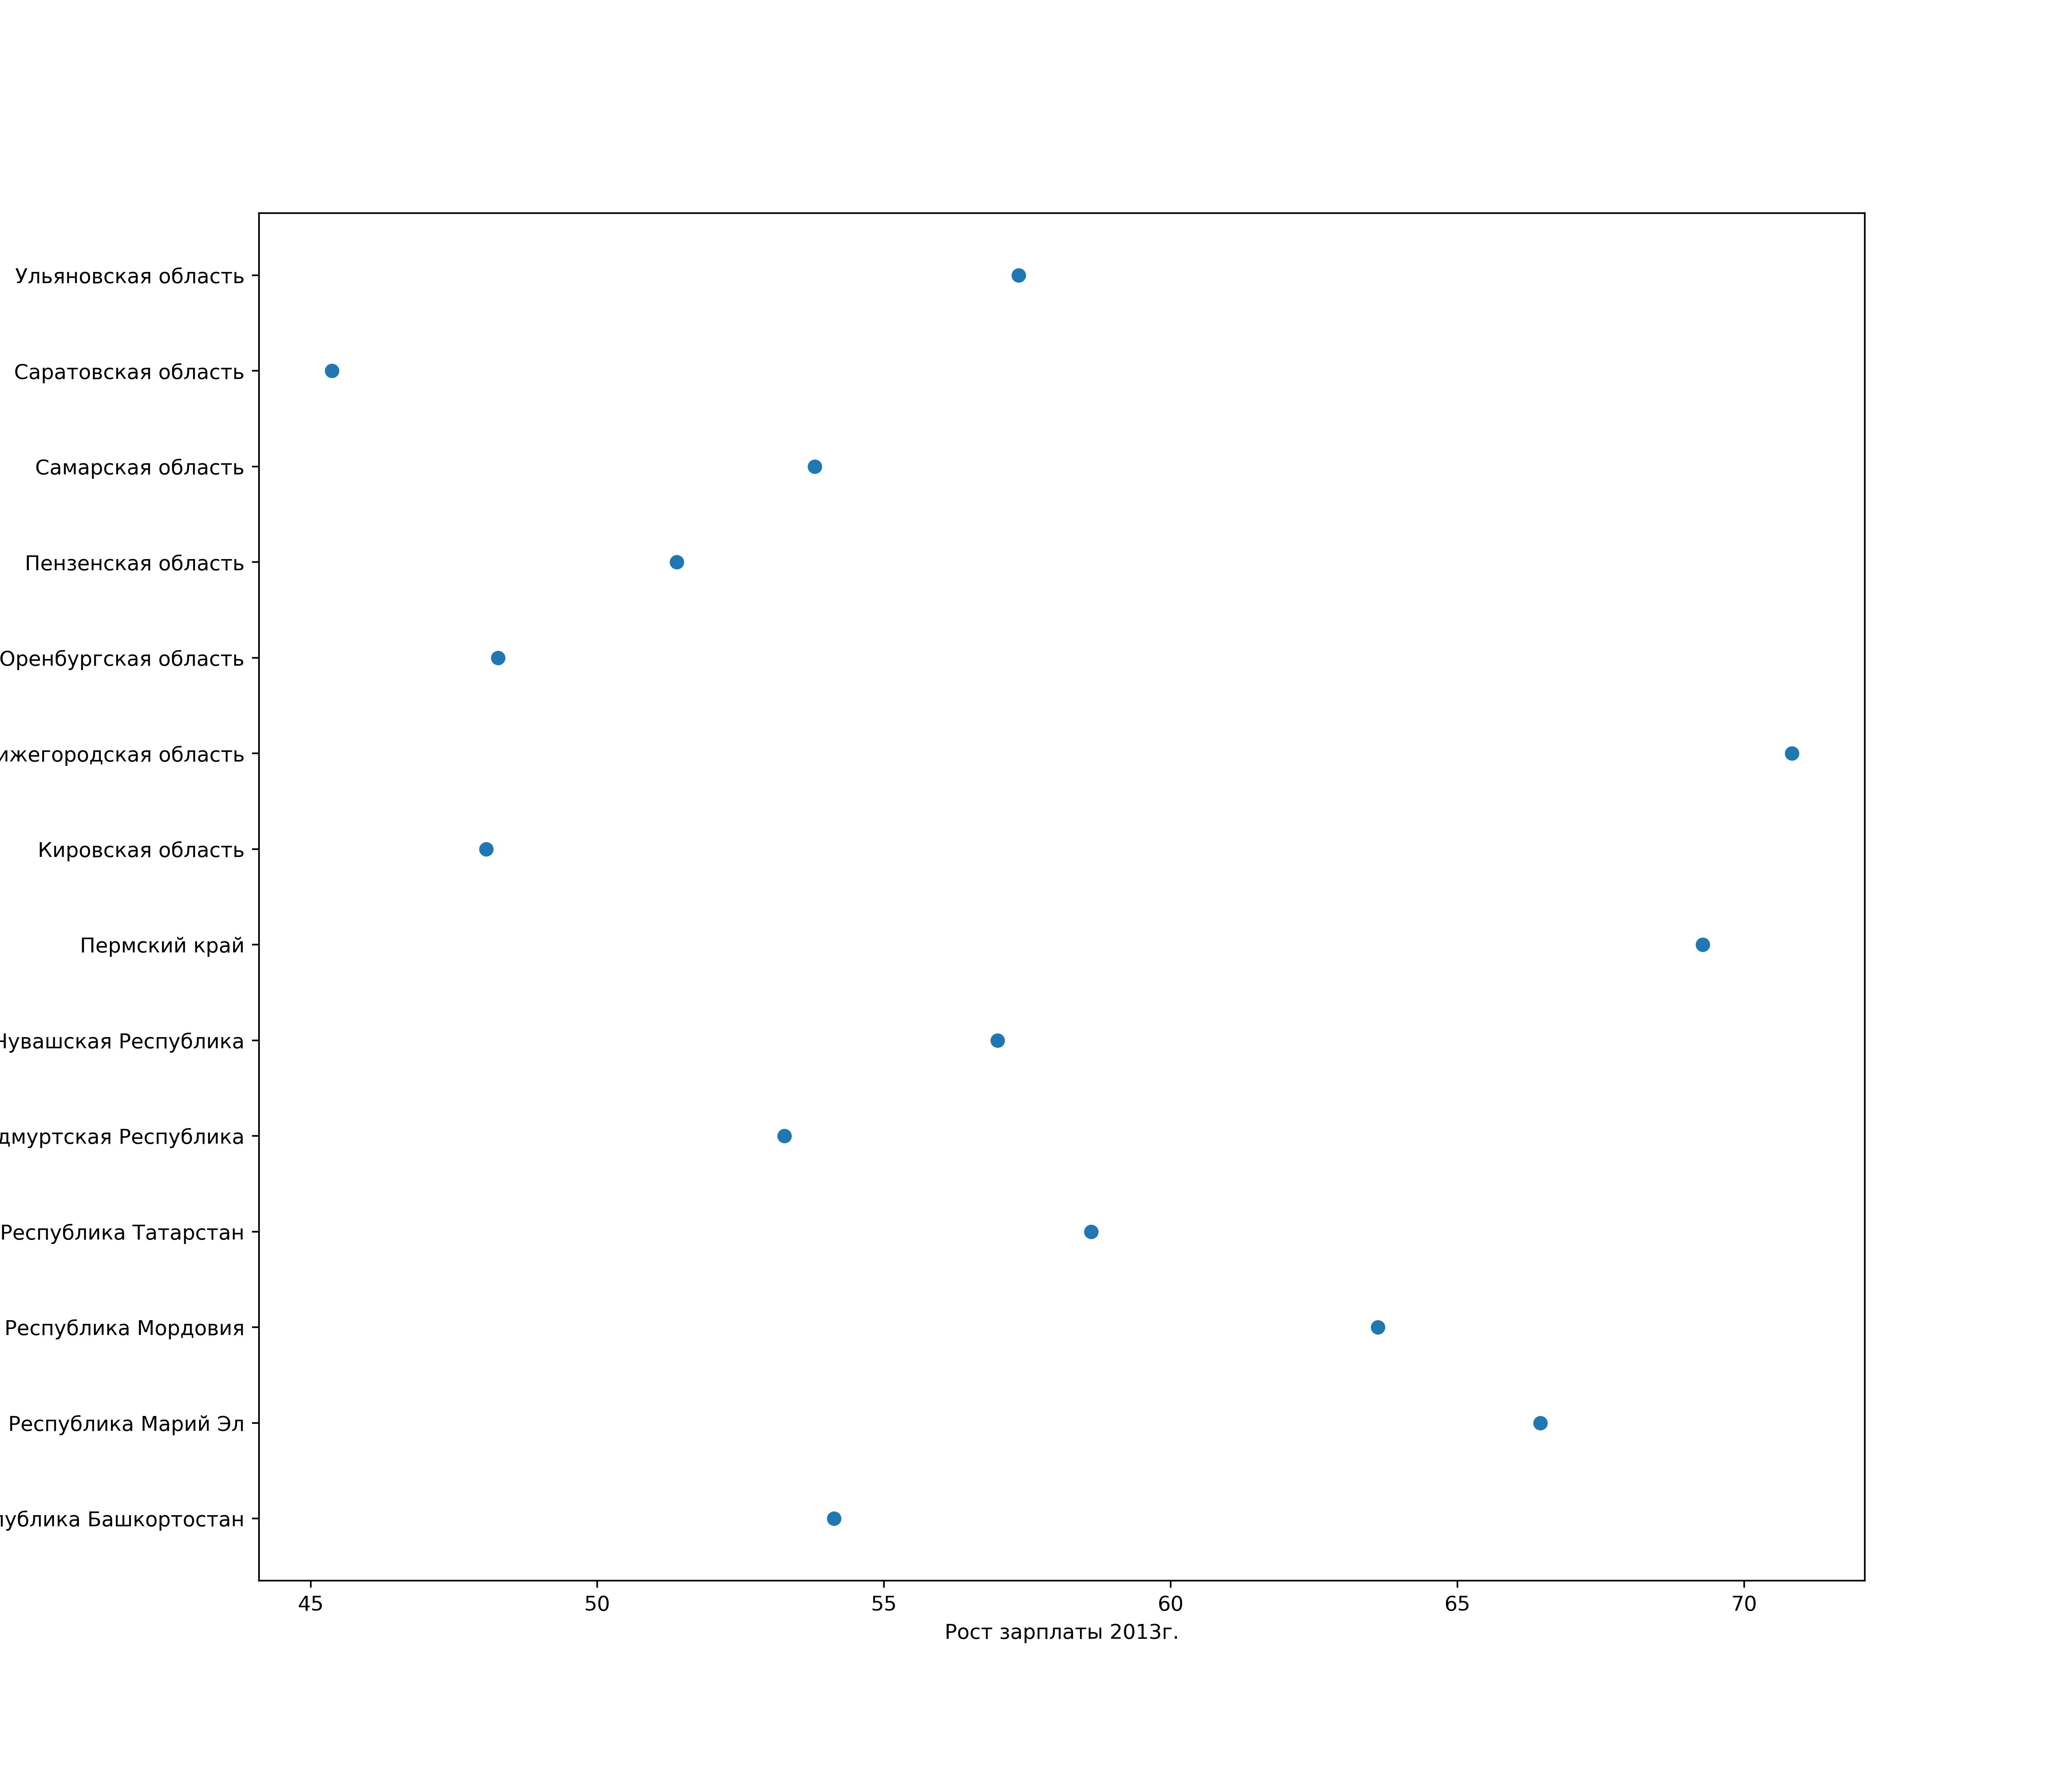 Ульяновская область
Саратовская область
Самарская область
Пензенская область
Оренбургская область
ижегородская область
Кировская область
Пермский край
Чувашская Республика
дмуртская Республика
Республика Татарстан
Республика Мордовия
Республика Марий Эл
публика Башкортостан
45 50 55 60 65 70
Рост зарплаты 2013г.